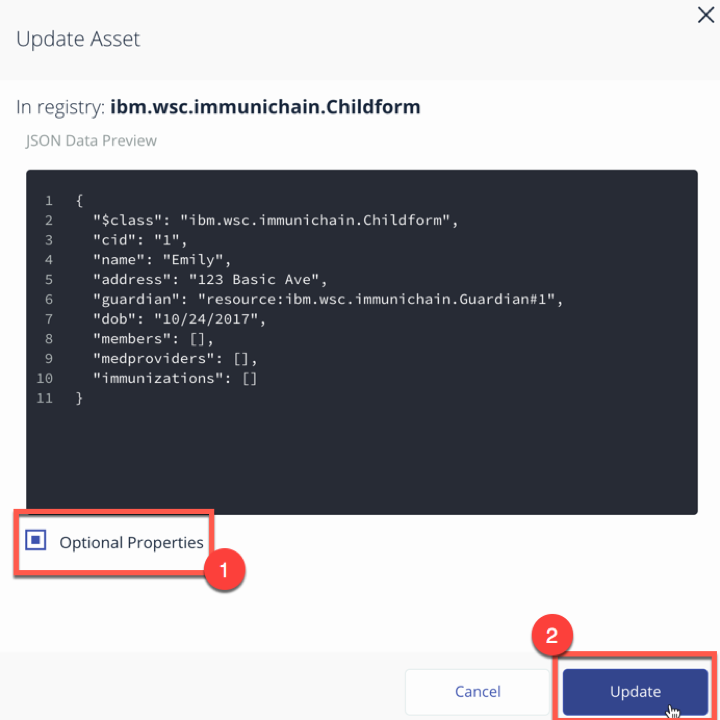 Update Asset
In registry: ibm.wsc.immunichain.Childform
JSON Data Preview
1 {
2 "$class": "ibm.wsc.immunichain.Childform",
3 "cid": "1",
4 "name": "Emily",
5 "address": "123 Basic Ave",
6 "guardian": "resource:ibm.wsc.immunichain.Guardian#1",
7 "dob": "10/24/2017",
8 "members": [],
9 "medproviders": [],
10 "immunizations": []
11 }
Optional Properties
1
2
Cancel Update